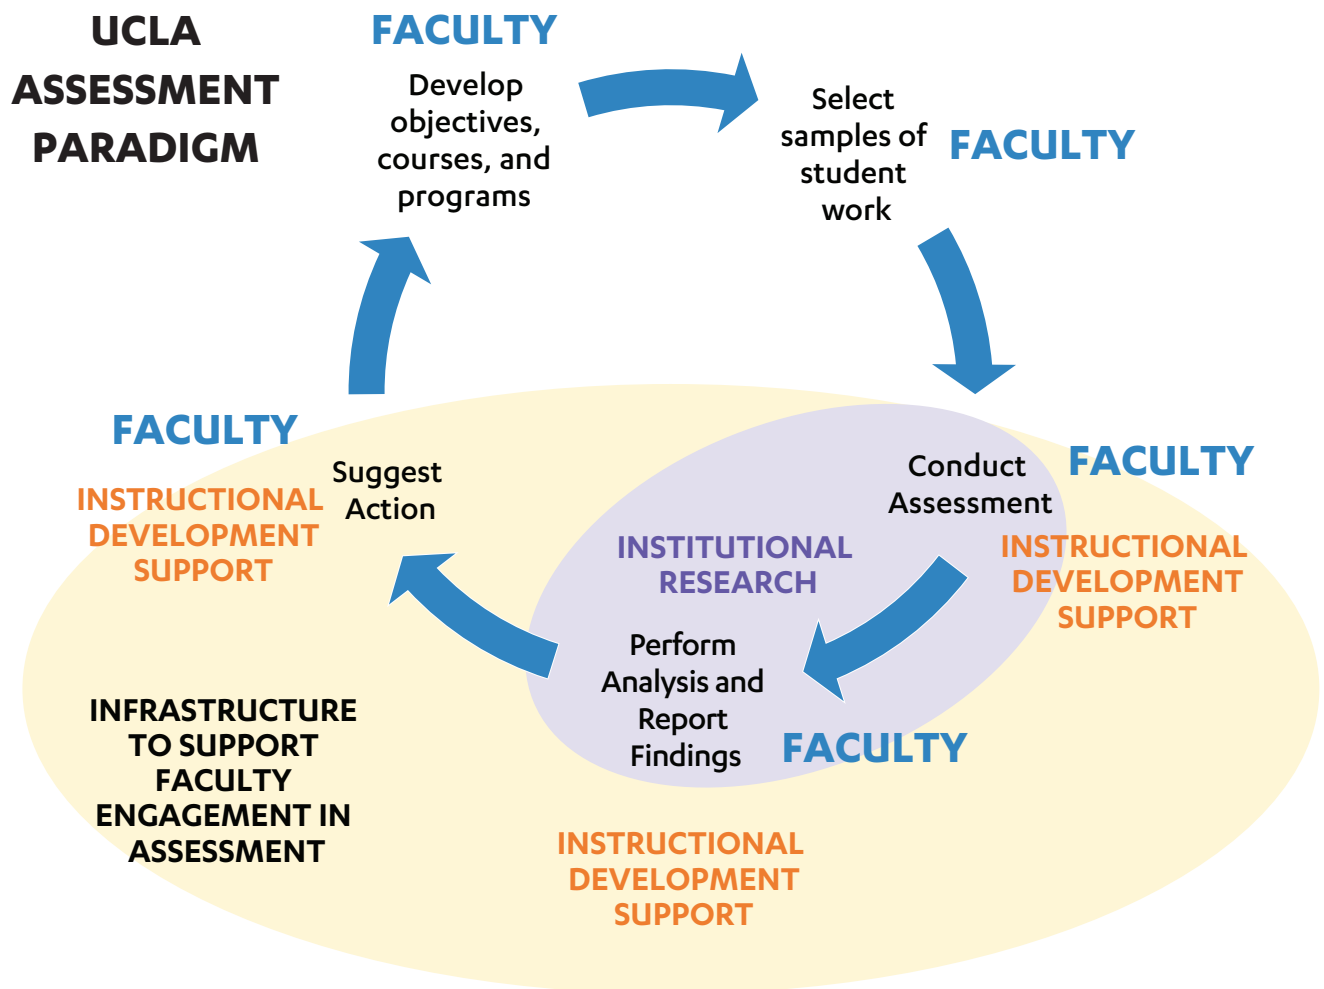 UCLA
ASSESSMENT
PARADIGM
FACULTY
Develop
objectives,
courses, and
programs
Select
samples of
student
work
FACULTY
Conduct
Assessment
FACULTY
INSTRUCTIONAL
DEVELOPMENT
SUPPORT
INSTITUTIONAL
RESEARCH
Perform
Analysis and
Report
Findings
FACULTY
INSTRUCTIONAL
DEVELOPMENT
SUPPORT
FACULTY
Suggest
Action
INSTRUCTIONAL
DEVELOPMENT
SUPPORT
INFRASTRUCTURE
TO SUPPORT
FACULTY
ENGAGEMENT IN
ASSESSMENT